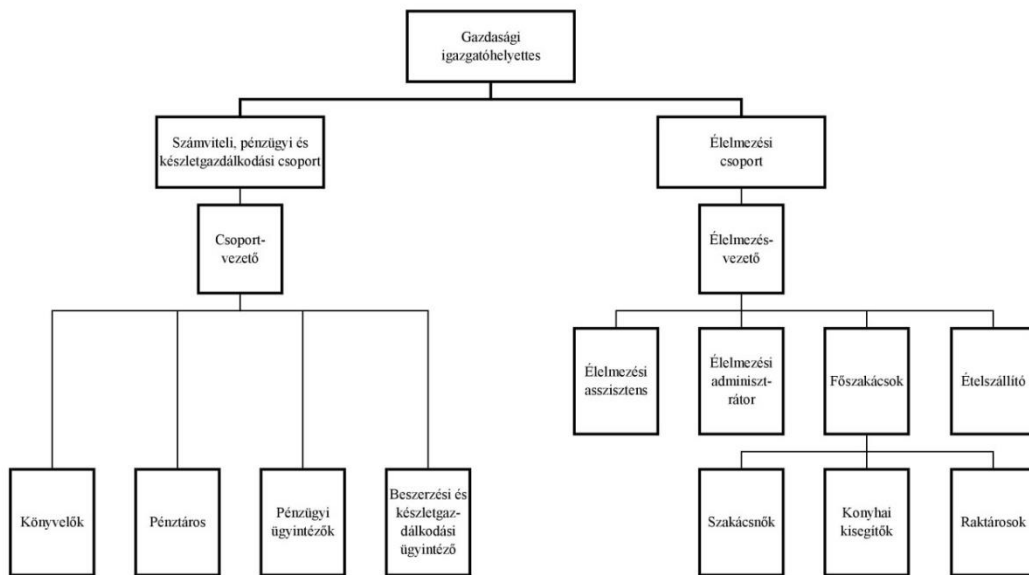 Gazdasági
igazgatóhelyettes
Számviteli, pénzügyi és
készletgazdálkodási csoport
Élelmezési
csoport
Csoport-
vezető
Élelmezés-
vezető
Élelmezési
asszisztens
Élelmezési
adminiszt-
rátor
Főszakácsok
Ételszállító
Könyvelők
Pénztáros
Pénzügyi
ügyintézők
Beszerzési és
készletgaz-
dálkodási
ügyintéző
Szakácsnők
Konyhai
kisegítők
Raktárosok